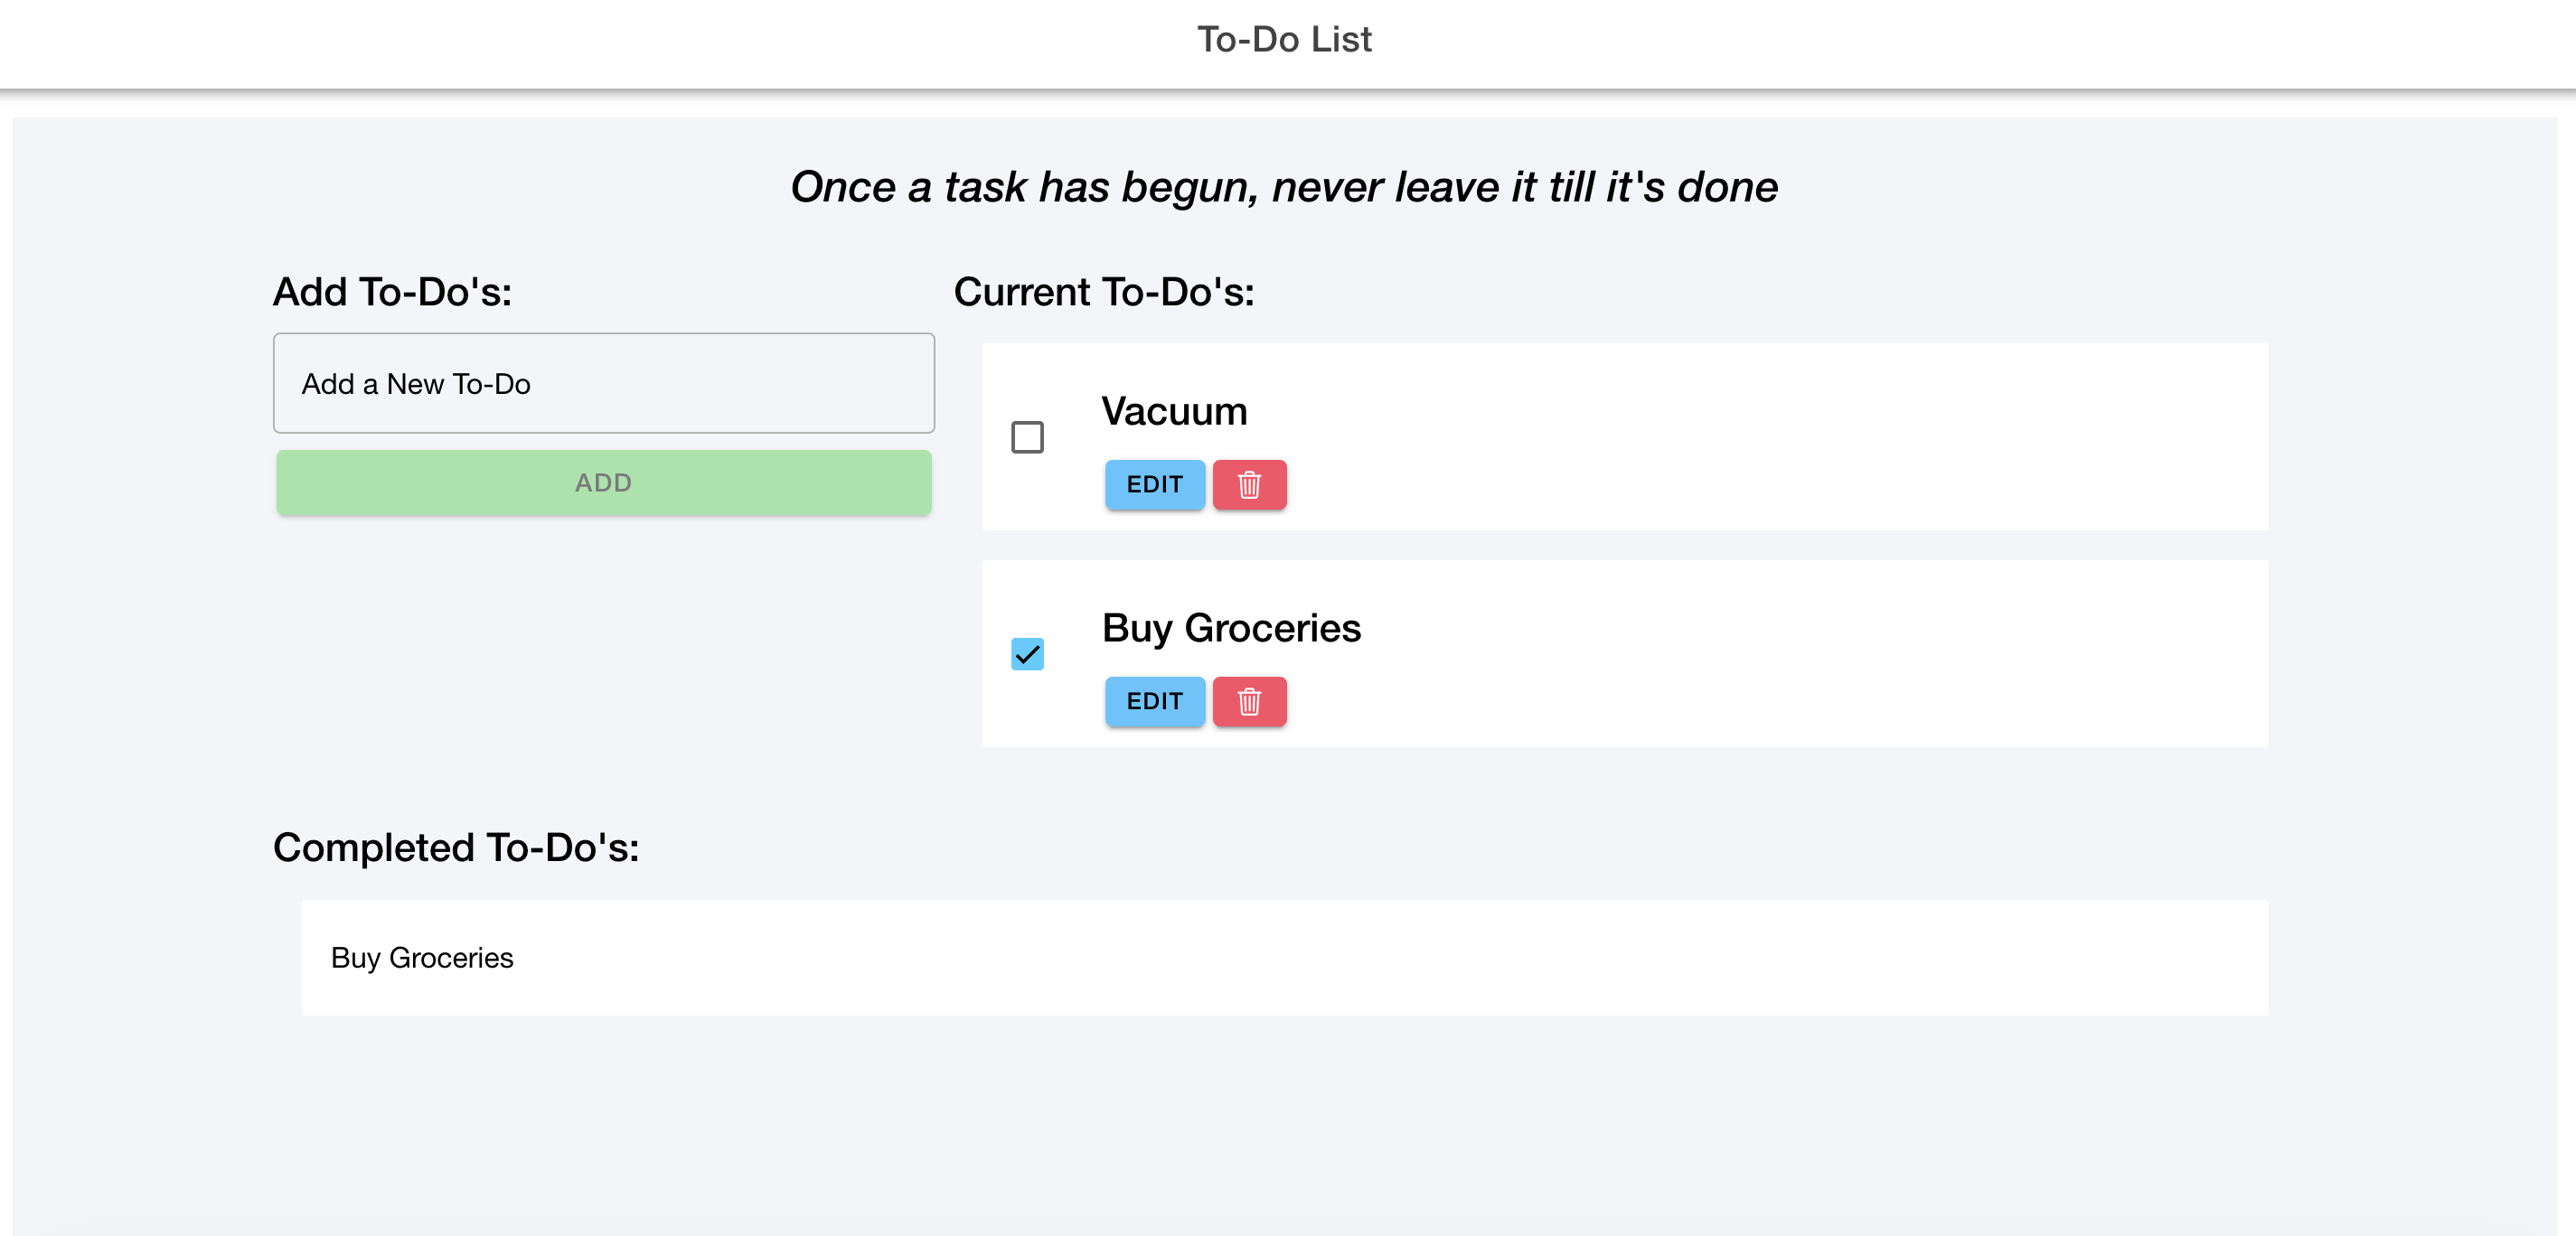 To-Do List
Once a task has begun, never leave it till it's done
Add To-Do's:
Add a New To-Do
ADD
Current To-Do's:
Vacuum
EDIT
Buy Groceries
EDIT
Completed To-Do's:
Buy Groceries